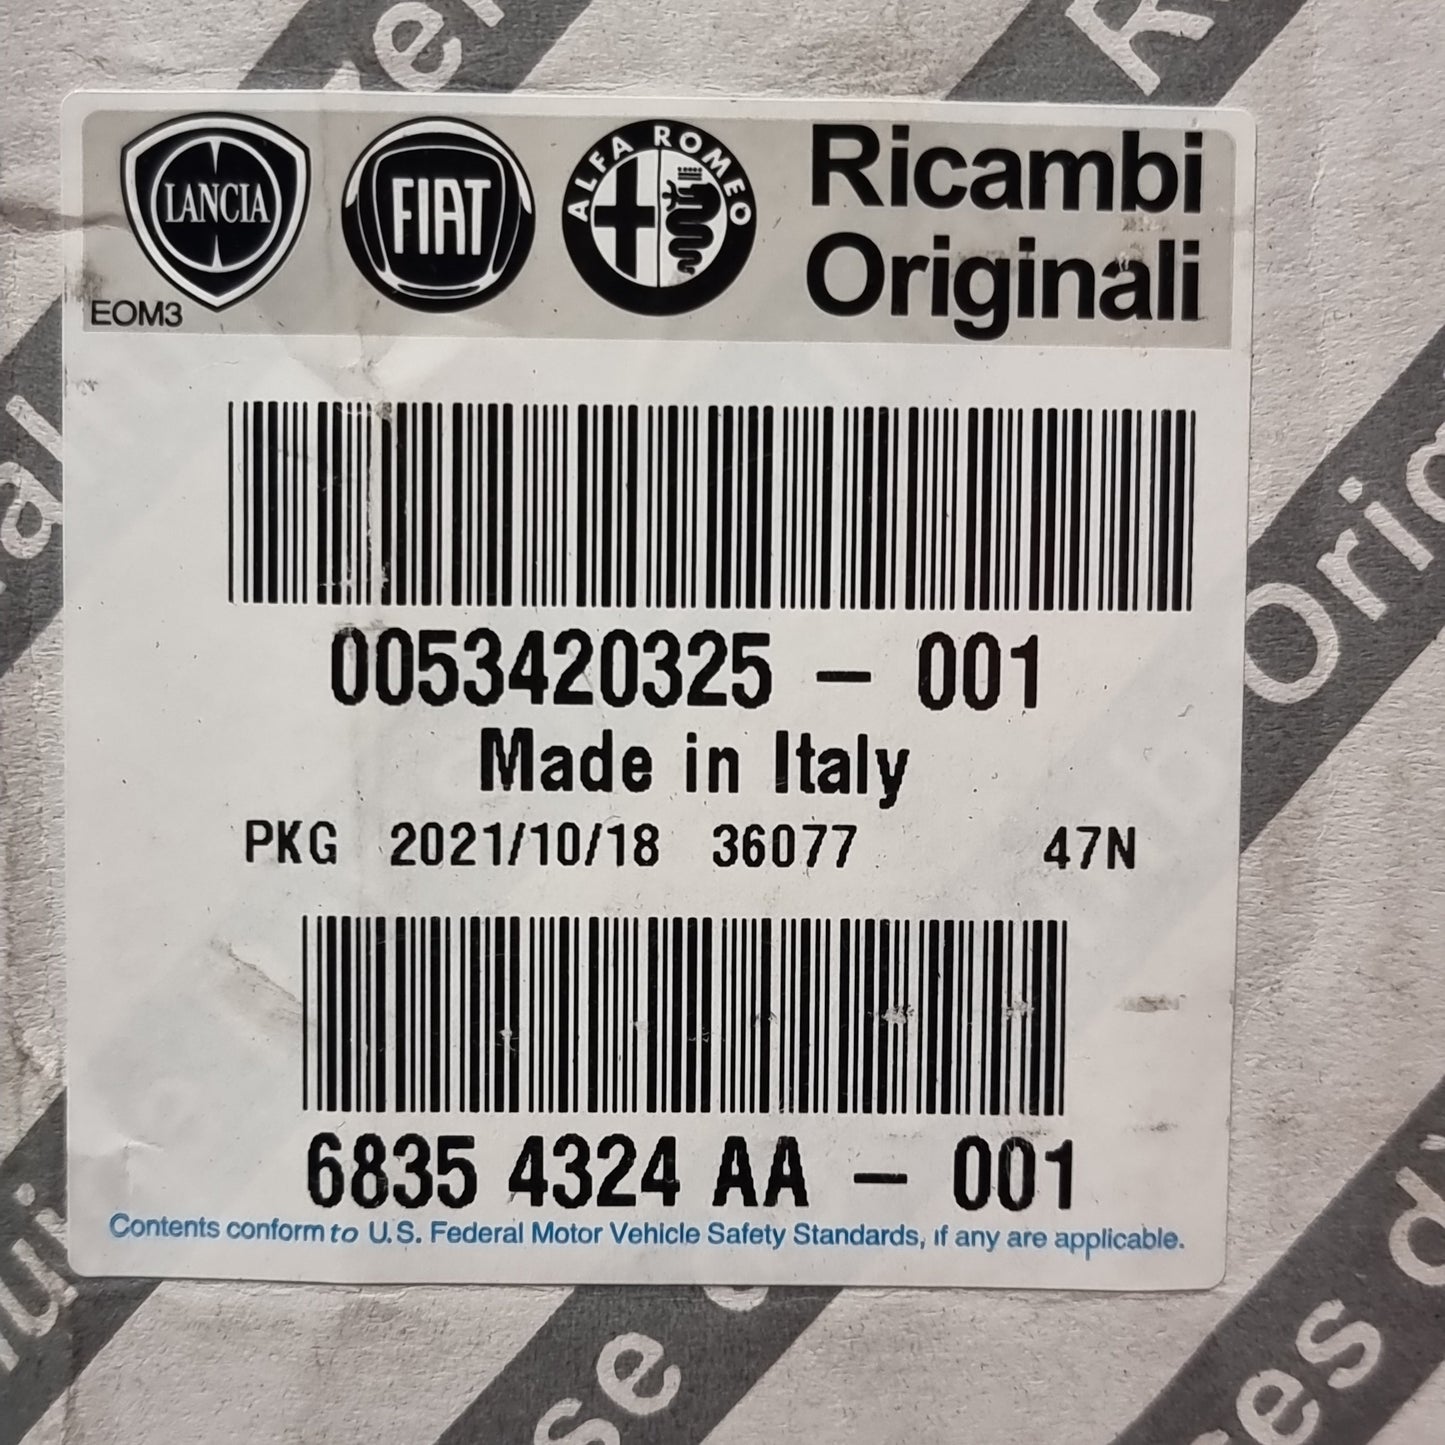 LANCIA
FIAT
ALFA ROMEO
Ricambi
Originali
EOM3
0053420325 - 001
Made in Italy
PKG 2021/10/18 36077 47N
6835 4324 AA - 001
Contents conform to U.S. Federal Motor Vehicle Safety Standards, if any are applicable.